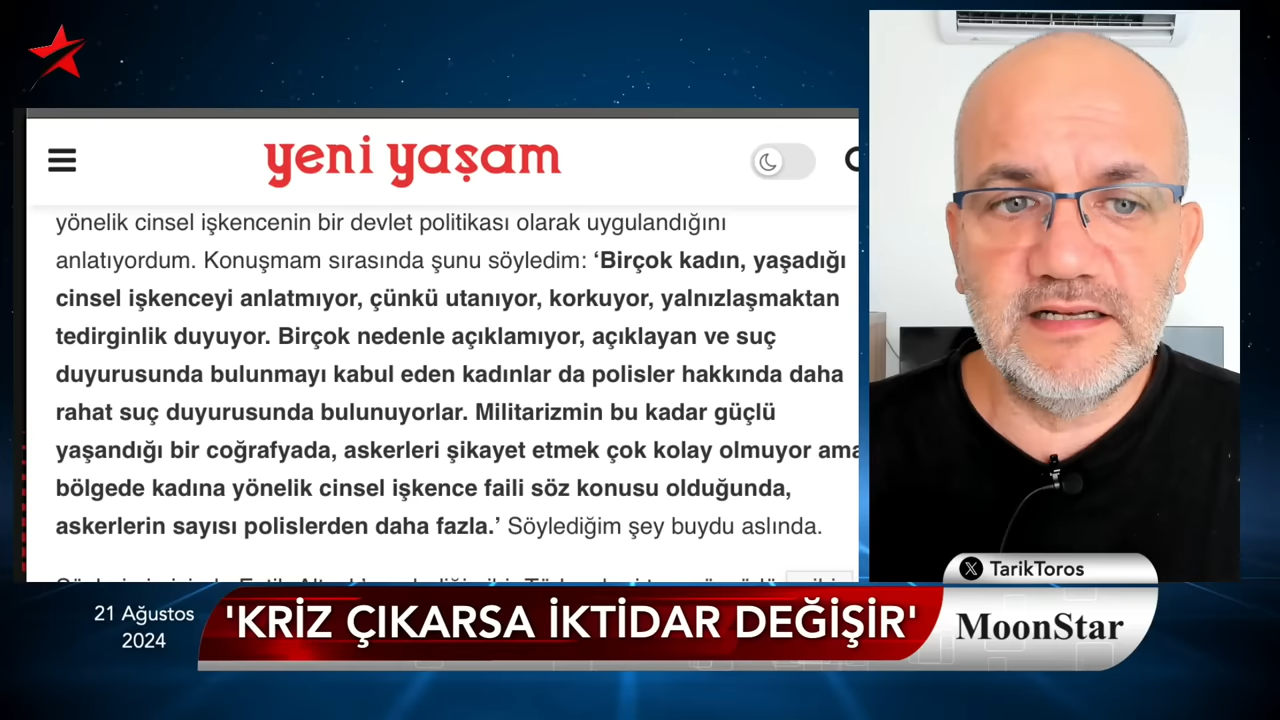 yeni yaşam
yönelik cinsel işkencenin bir devlet politikası olarak uygulandığını
anlatıyordum. Konuşmam sırasında şunu söyledim: ‘Birçok kadın, yaşadığı
cinsel işkenceyi anlatmıyor, çünkü utanıyor, korkuyor, yalnızlaşmaktan
tedirginlik duyuyor. Birçok nedenle açıklamıyor, açıklayan ve suç
duyurusunda bulunmayı kabul eden kadınlar da polisler hakkında daha
rahat suç duyurusunda bulunuyorlar. Militarizmin bu kadar güçlü
yaşandığı bir coğrafyada, askerleri şikayet etmek çok kolay olmuyor ama
bölgede kadına yönelik cinsel işkence faili söz konusu olduğunda,
askerlerin sayısı polislerden daha fazla.’ Söylediğim şey buydu aslında.
TarikToros
21 Ağustos
2024
'KRİZ ÇIKARSA İKTİDAR DEĞİŞİR'
MoonStar